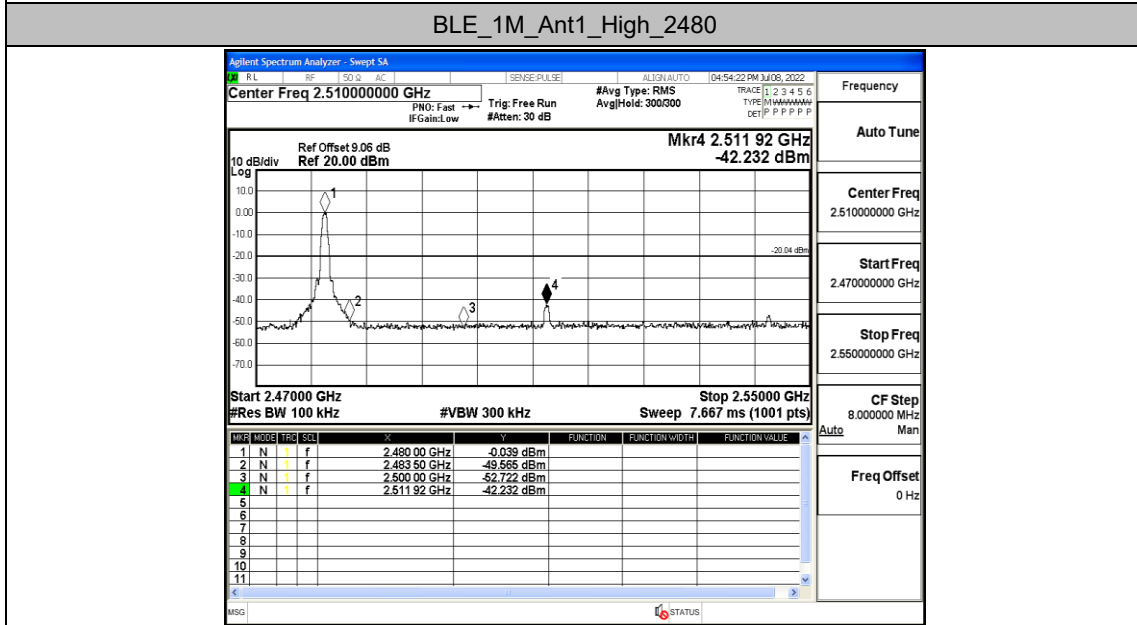 BLE_1M_Ant1_High_2480
Agilent Spectrum Analyzer - Swept SA
RL RF 50 Ω AC SENSE:PULSE ALIGNAUTO 04:54:22 PM Jul 08, 2022
Center Freq 2.510000000 GHz
PNO: Fast
IFGain:Low
Trig: Free Run
#Atten: 30 dB
#Avg Type: RMS
Avg|Hold: 300/300
TRACE 1 2 3 4 5 6
TYPE M
DET P P P P P P
Ref Offset 9.06 dB
Ref 20.00 dBm
10 dB/div
Log
Mkr4 2.511 92 GHz
-42.232 dBm
10.0
0.00
-10.0
-20.0
-30.0
-40.0
-50.0
-60.0
-70.0
1
2
3
4
-20.04 dBm
Start 2.47000 GHz
Stop 2.55000 GHz
#Res BW 100 kHz
#VBW 300 kHz
Sweep 7.667 ms (1001 pts)
MKR MODE TRC SCL X Y FUNCTION FUNCTION WIDTH FUNCTION VALUE
1 N 1 f 2.480 00 GHz -0.039 dBm
2 N 1 f 2.483 50 GHz -49.565 dBm
3 N 1 f 2.500 00 GHz -52.722 dBm
4 N 1 f 2.511 92 GHz -42.232 dBm
5
6
7
8
9
10
11
MSG
STATUS
Frequency
Auto Tune
Center Freq
2.510000000 GHz
Start Freq
2.470000000 GHz
Stop Freq
2.550000000 GHz
CF Step
8.000000 MHz
Auto Man
Freq Offset
0 Hz